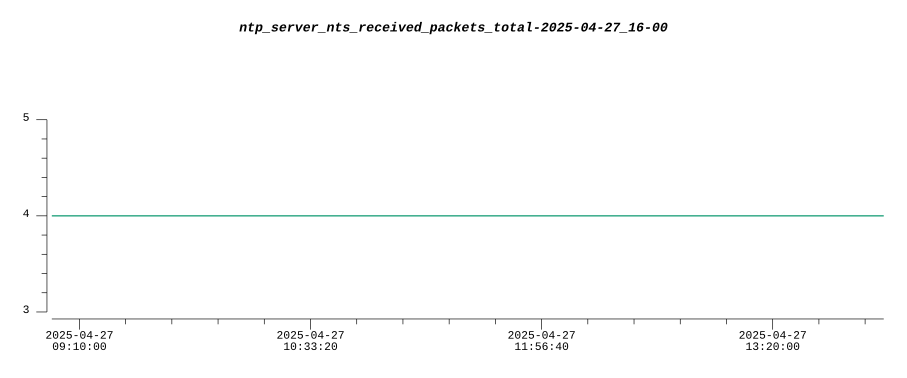 ntp_server_nts_received_packets_total-2025-04-27_16-00
5
4
3
2025-04-27 2025-04-27 2025-04-27 2025-04-27
09:10:00 10:33:20 11:56:40 13:20:00